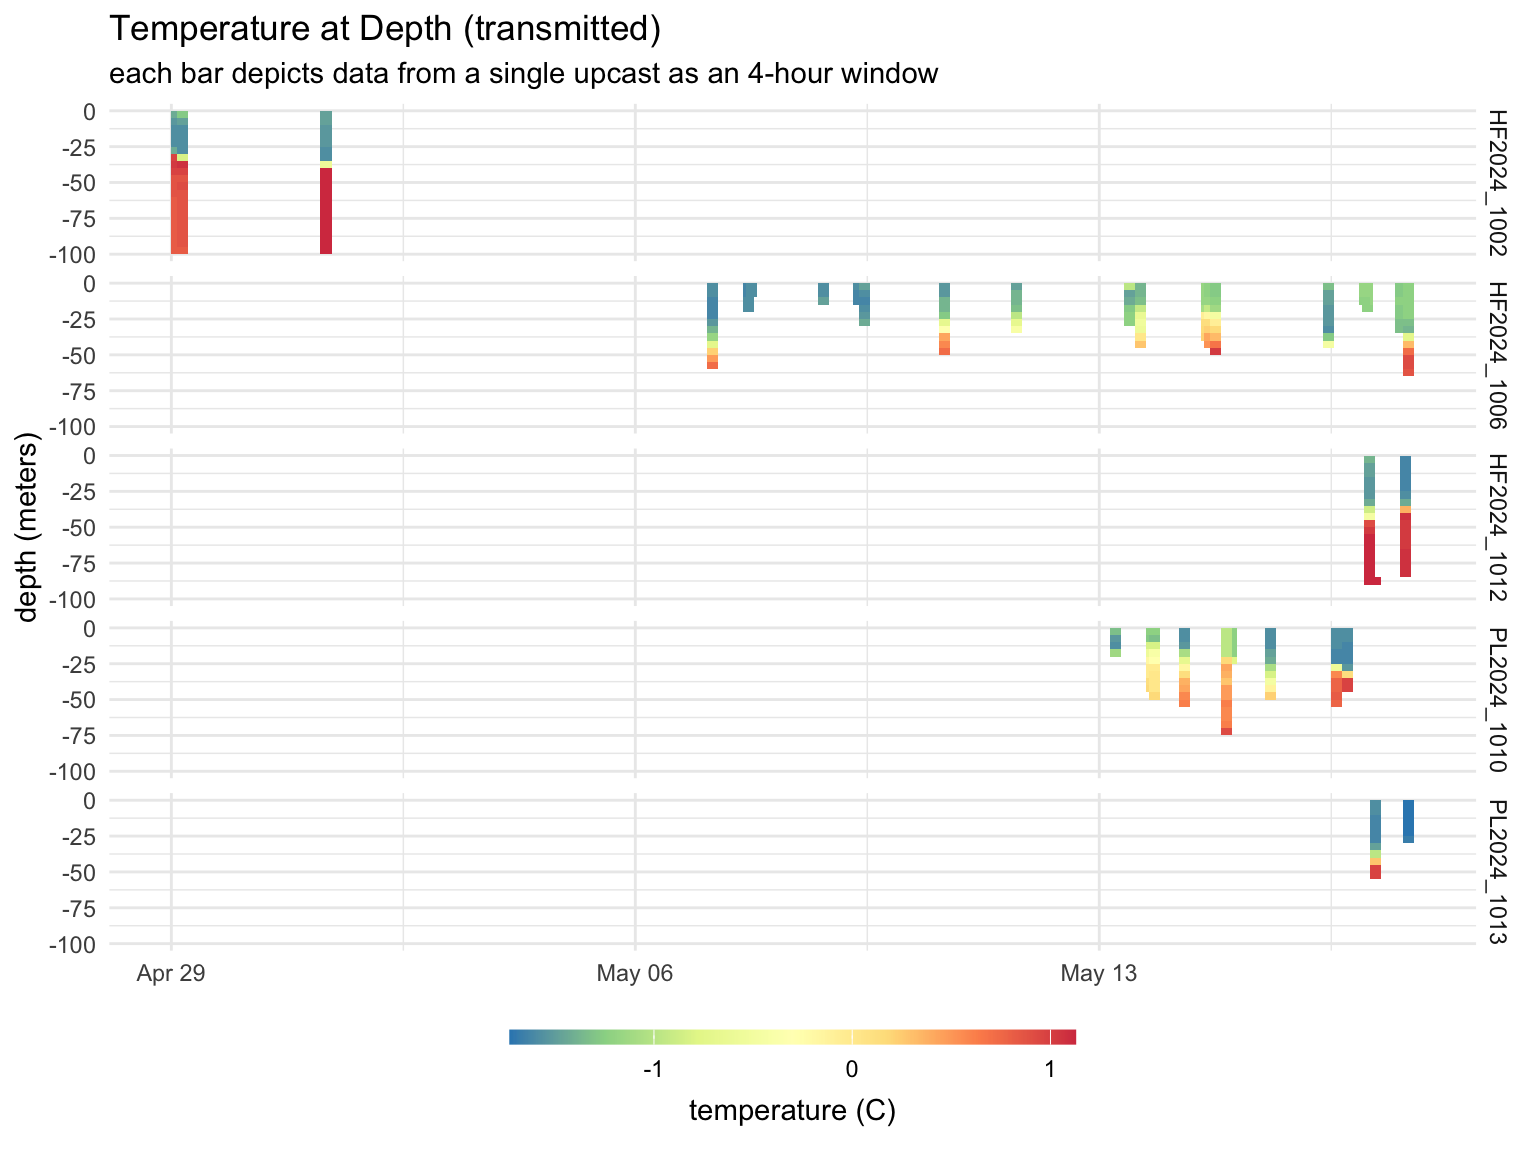 Temperature at Depth (transmitted)
each bar depicts data from a single upcast as an 4-hour window
depth (meters)
0
-25
-50
-75
-100
HF2024_1002
0
-25
-50
-75
-100
HF2024_1006
0
-25
-50
-75
-100
HF2024_1012
0
-25
-50
-75
-100
PL2024_1010
0
-25
-50
-75
-100
PL2024_1013
Apr 29 May 06 May 13
-1 0 1
temperature (C)